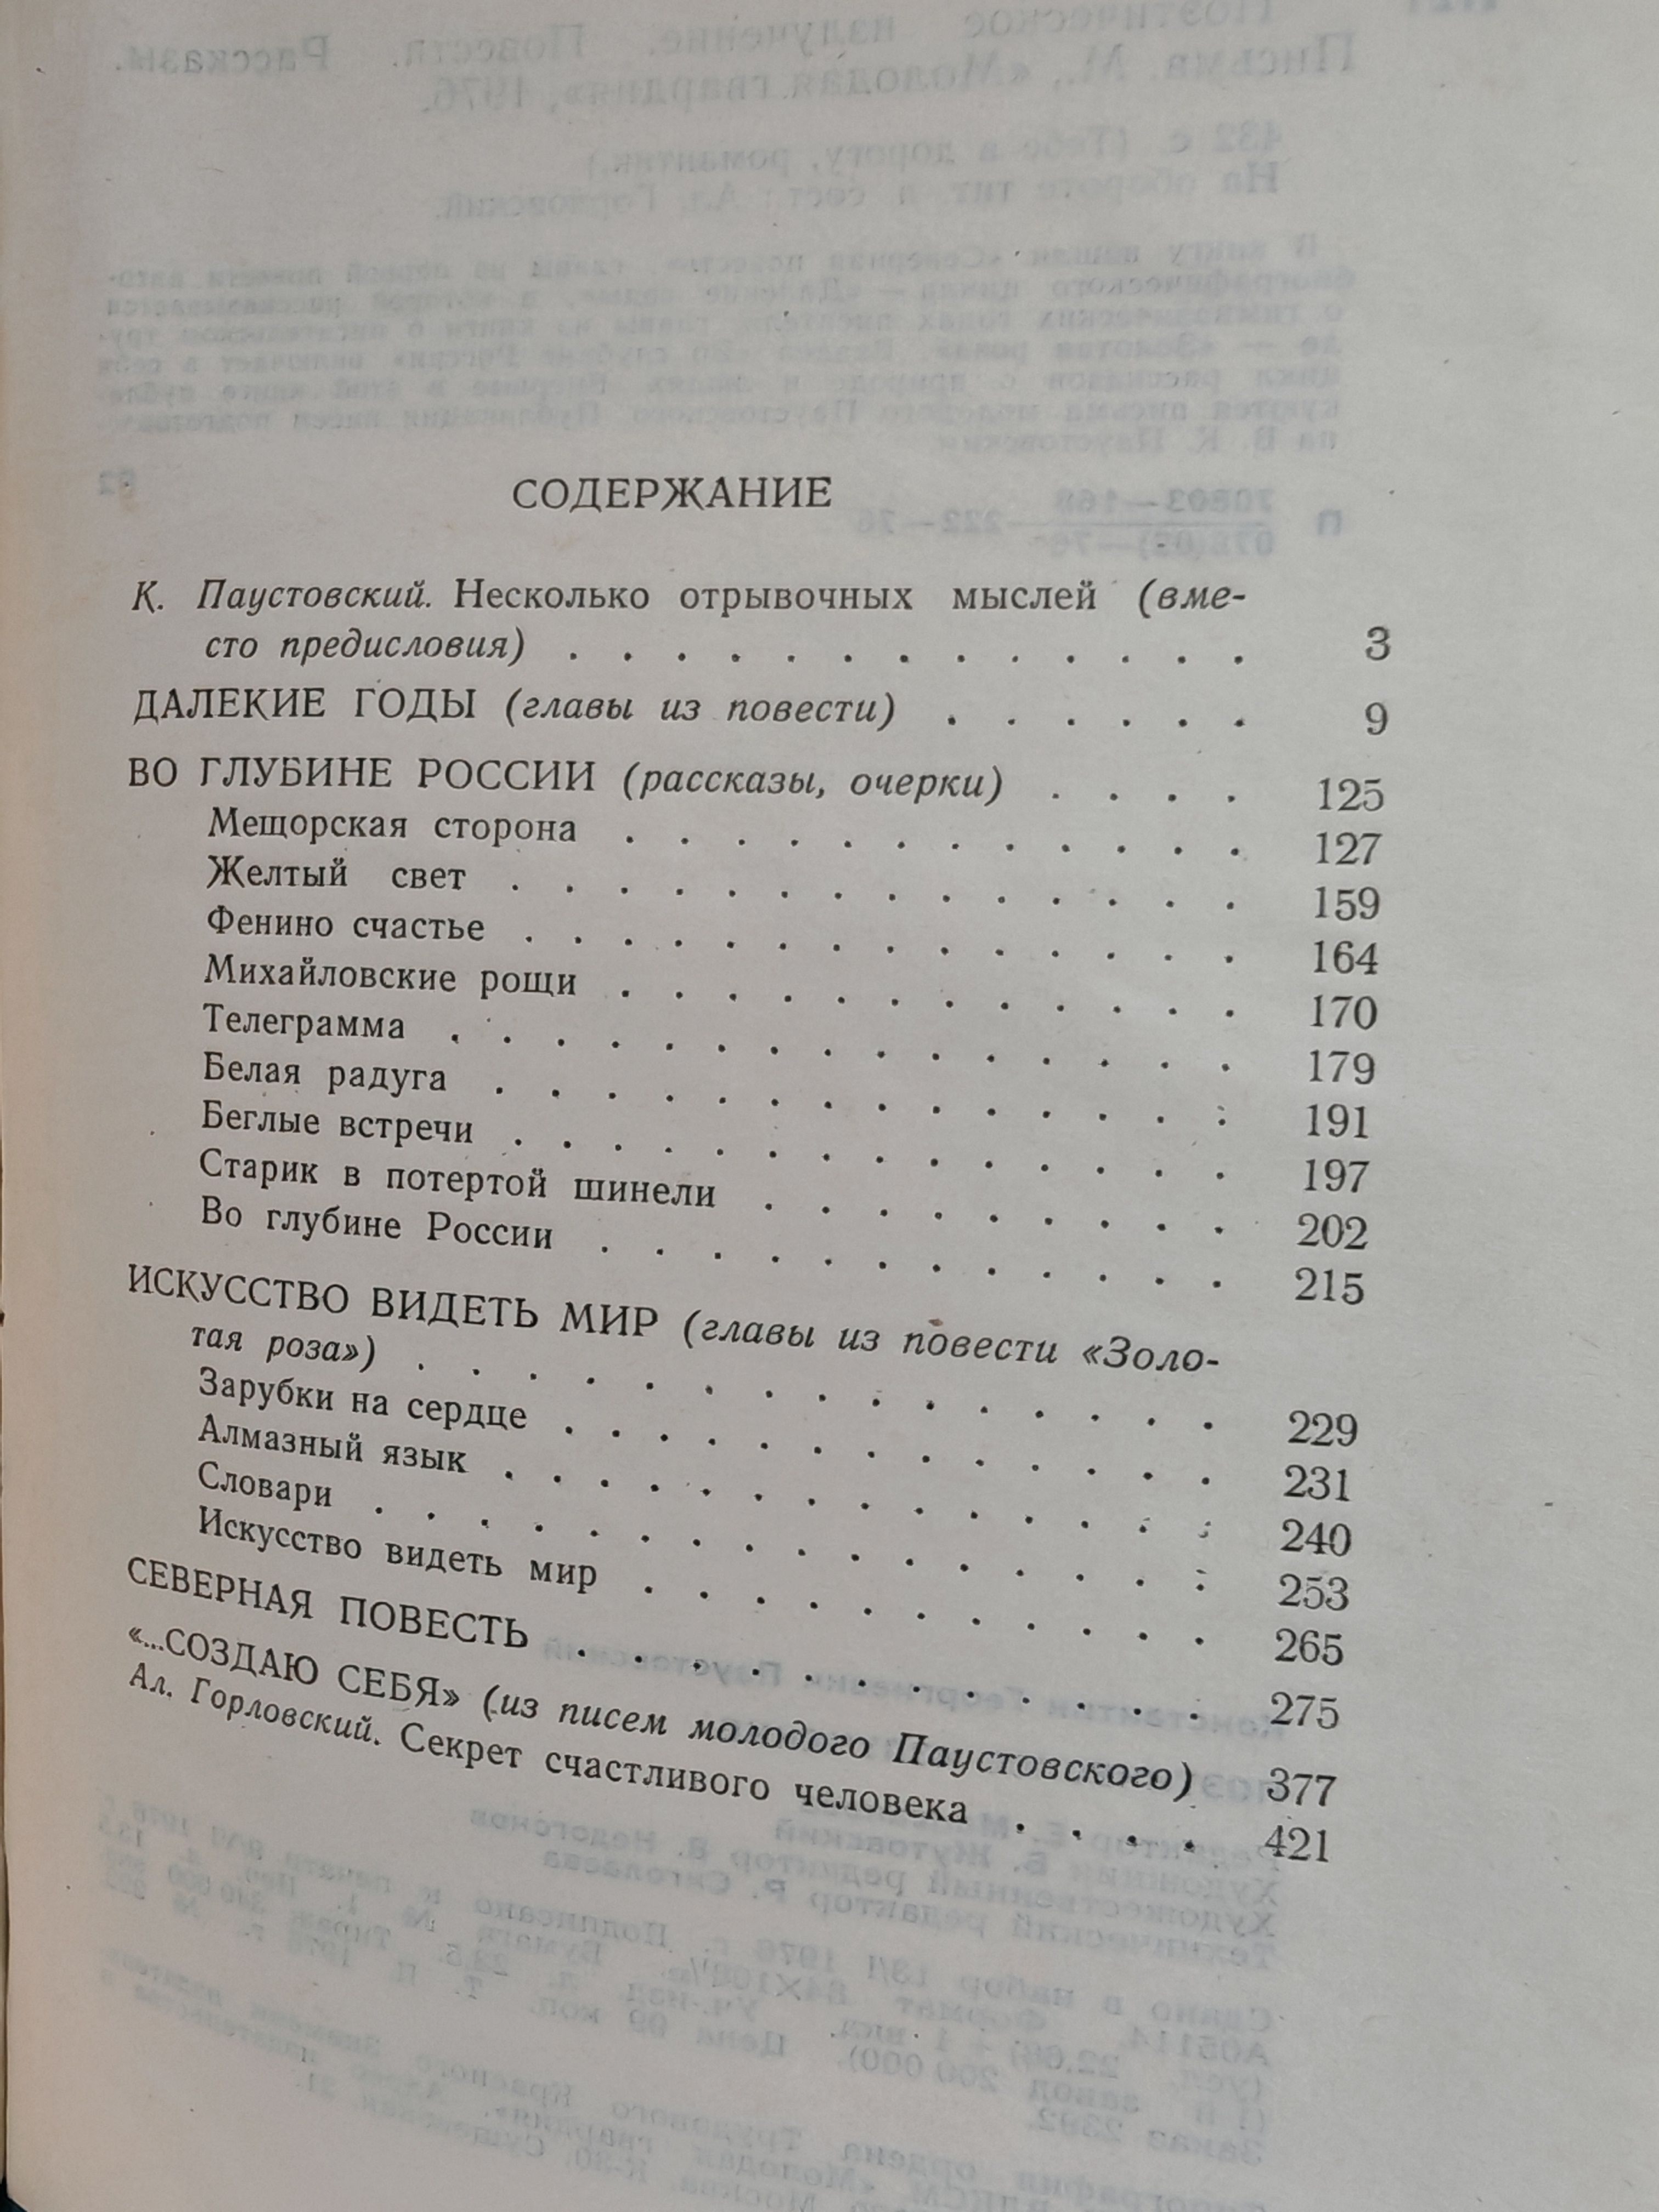 СОДЕРЖАНИЕ
К. Паустовский. Несколько отрывочных мыслей (вме-
сто предисловия) . . . . . . . . . . . . . 3
ДАЛЕКИЕ ГОДЫ (главы из повести) . . . . . . 9
ВО ГЛУБИНЕ РОССИИ (рассказы, очерки) . . . . 125
Мещорская сторона . . . . . . . . . . . . 127
Желтый свет . . . . . . . . . . . . . . 159
Фенино счастье . . . . . . . . . . . . . . 164
Михайловские рощи . . . . . . . . . . . . 170
Телеграмма . . . . . . . . . . . . . . . 179
Белая радуга . . . . . . . . . . . . . . 191
Беглые встречи . . . . . . . . . . . . . . 197
Старик в потертой шинели . . . . . . . . . 202
Во глубине России . . . . . . . . . . . . 215
ИСКУССТВО ВИДЕТЬ МИР (главы из повести «Золо-
тая роза») . . . . . . . . . . . . . . . 229
Зарубки на сердце . . . . . . . . . . . . . 231
Алмазный язык . . . . . . . . . . . . . . 240
Словари . . . . . . . . . . . . . . . . 253
Искусство видеть мир . . . . . . . . . . . 265
СЕВЕРНАЯ ПОВЕСТЬ . . . . . . . . . . . . 275
«...СОЗДАЮ СЕБЯ» (из писем молодого Паустовского) 377
Ал. Горловский. Секрет счастливого человека . . . . 421